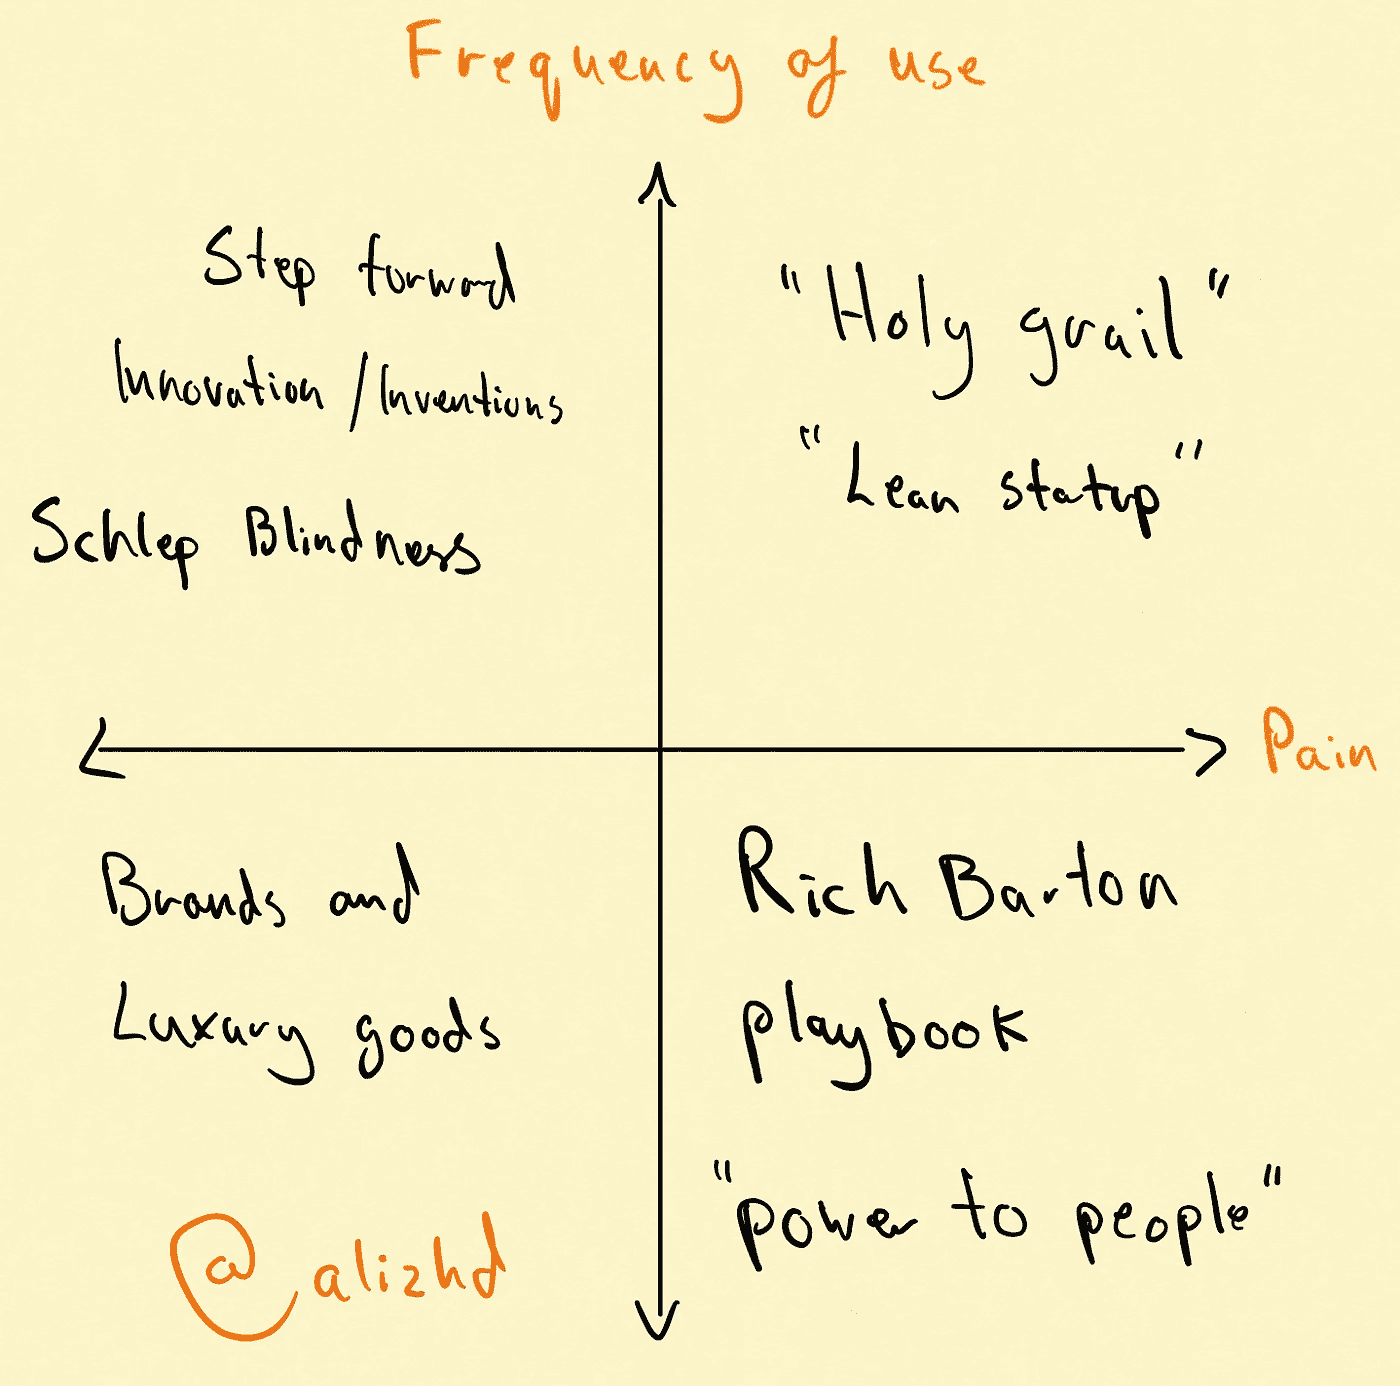 Frequency of use
Step forward
Innovation / Inventions
Schlep Blindness
"Holy grail"
"Lean statup"
Pain
Brands and
Luxary goods
Rich Barton
playbook
"power to people"
@alizhd